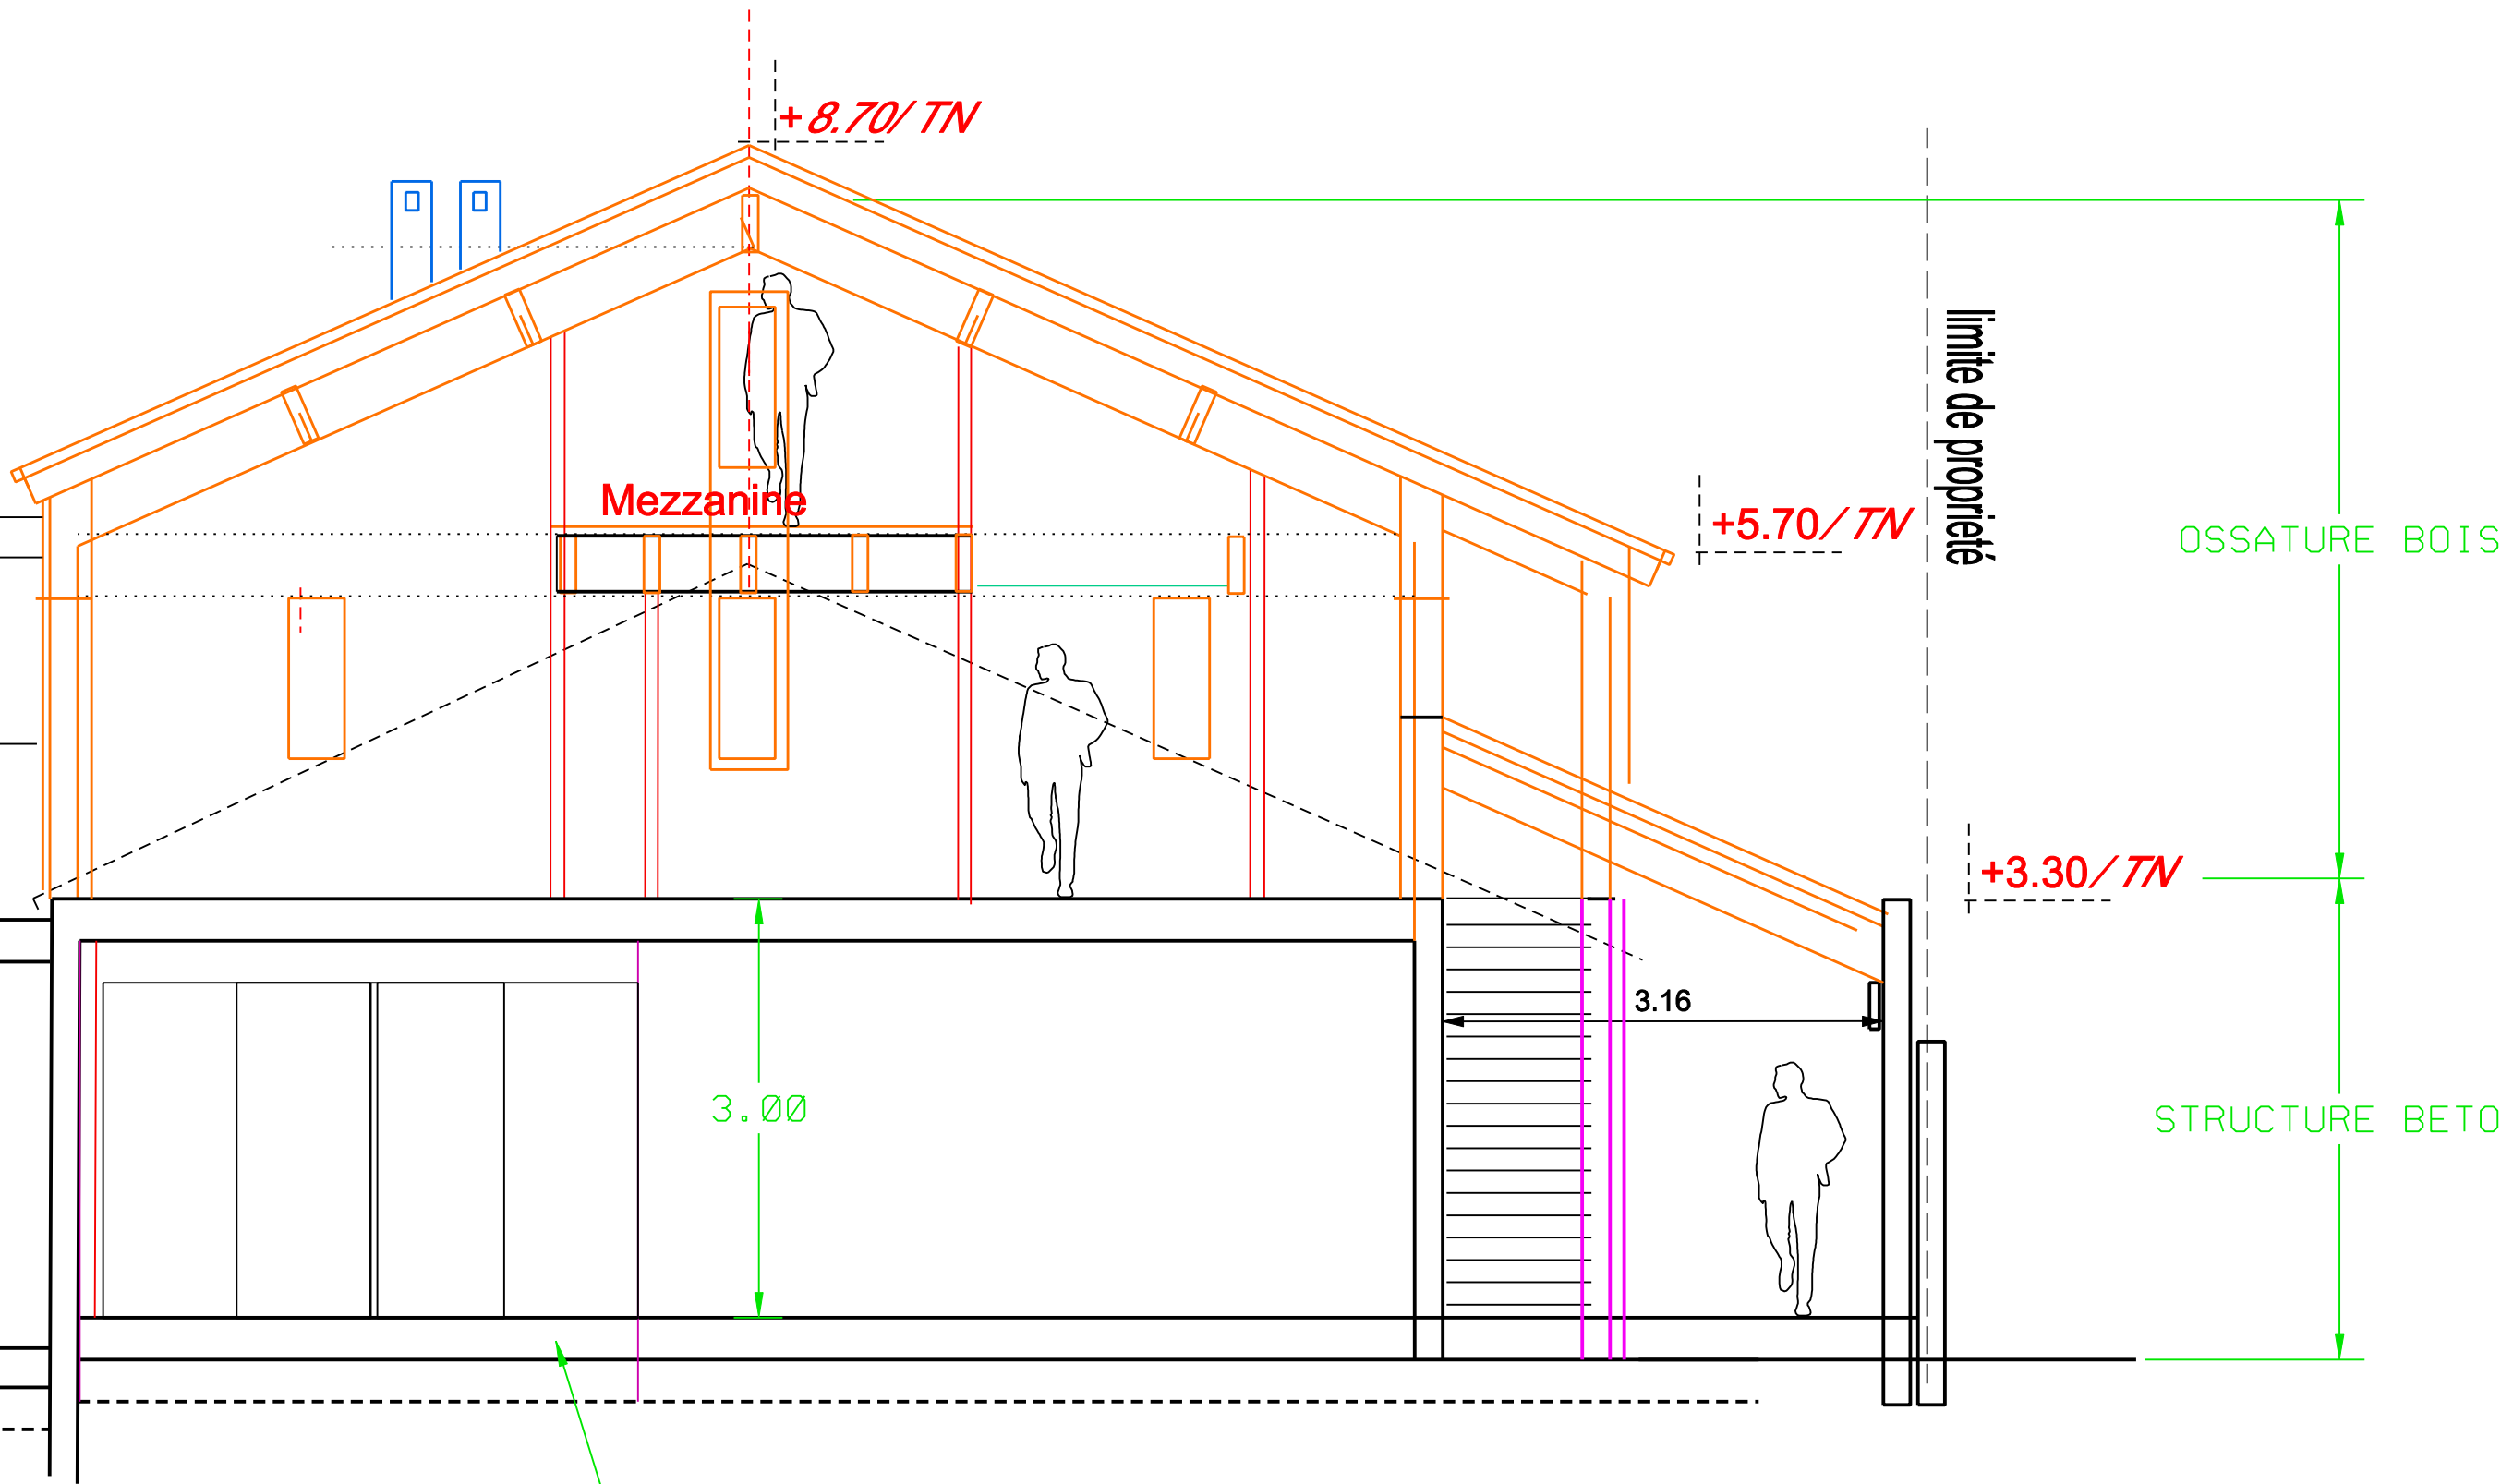 +8.70/TN
limite de proprieté
Mezzanine
+5.70/TN
OSSATURE BOIS
+3.30/TN
3.16
3.00
STRUCTURE BETO